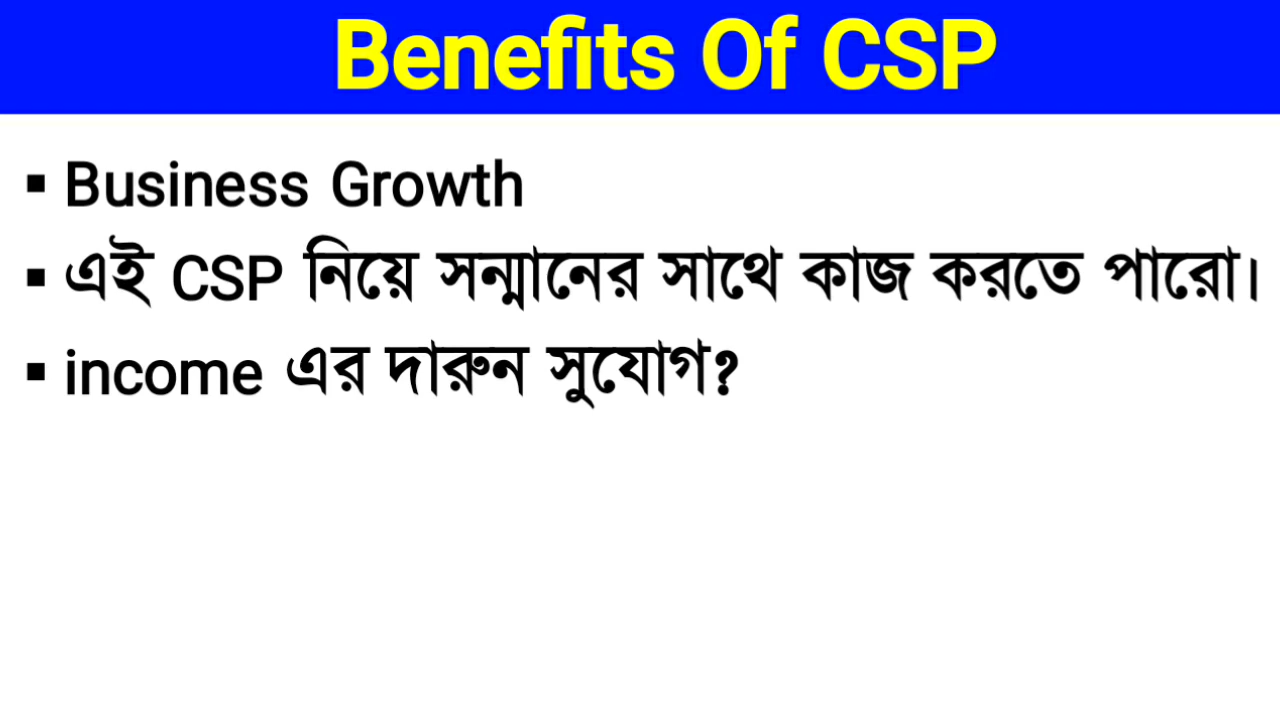 Benefits Of CSP
▪ Business Growth
▪ এই CSP নিয়ে সন্মানের সাথে কাজ করতে পারো।
▪ income এর দারুন সুযোগ?